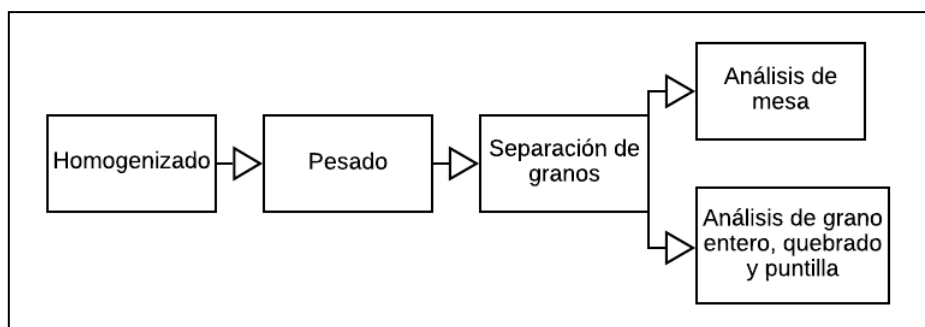 Homogenizado
Pesado
Separación de
granos
Análisis de
mesa
Análisis de grano
entero, quebrado
y puntilla